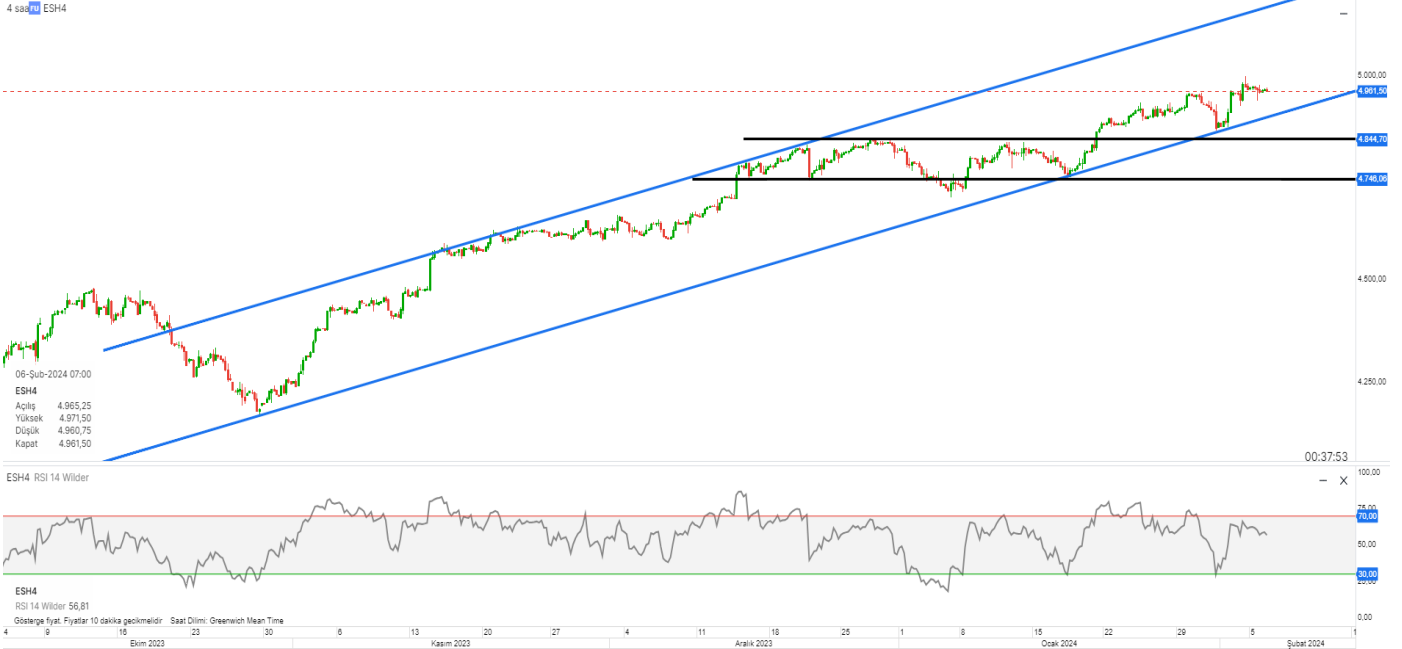 4 saa ru ESH4
5.000,00
4.961,50
4.844,70
4.746,06
4.500,00
4.250,00
06-Şub-2024 07:00
ESH4
Açılış 4.965,25
Yüksek 4.971,50
Düşük 4.960,75
Kapat 4.961,50
00:37:53
ESH4 RSI 14 Wilder
X
100,00
75,00
70,00
50,00
30,00
25,00
0,00
ESH4
RSI 14 Wilder 56,81
Gösterge fiyat. Fiyatlar 10 dakika gecikmelidir Saat Dilimi: Greenwich Mean Time
4 9 16 23 30 6 13 20 27 4 11 18 25 1 8 15 22 29 5 1
Ekim 2023 Kasım 2023 Aralık 2023 Ocak 2024 Şubat 2024